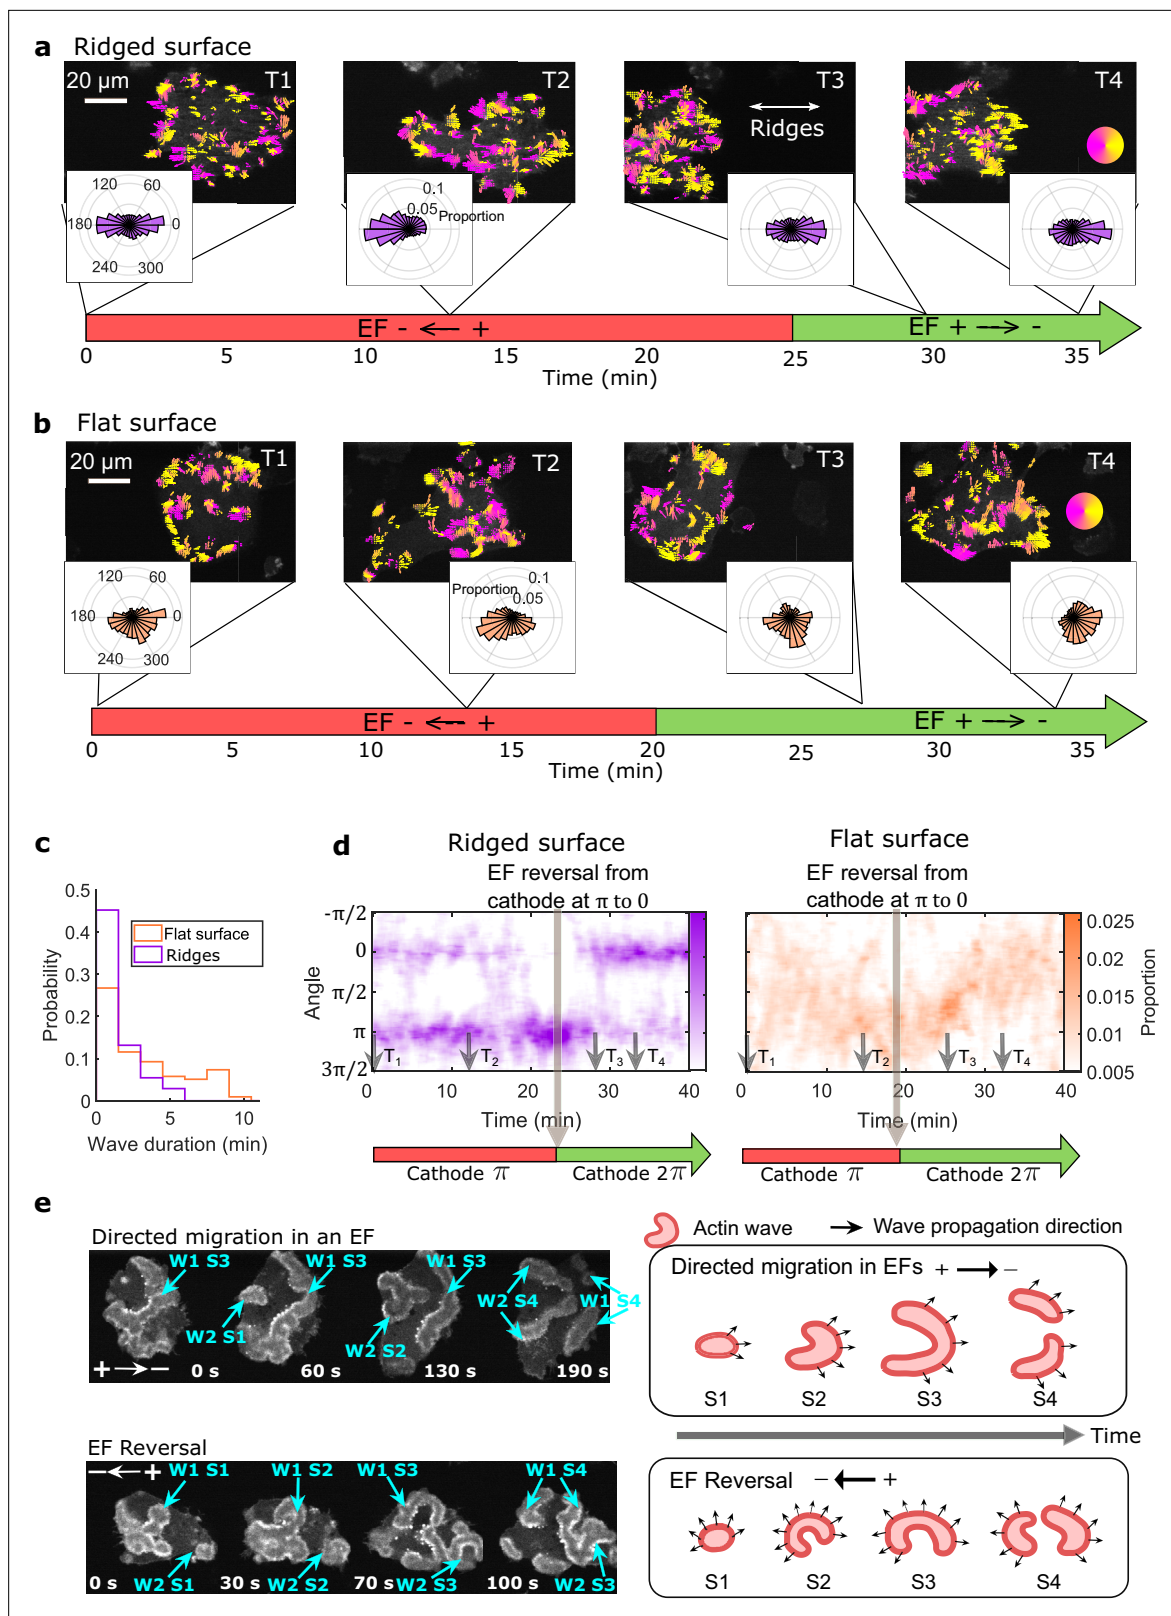 a Ridged surface
20 µm
T1
T2
T3
T4
Ridges
120 60
180 0
240 300
0.1
0.05
Proportion
EF - ← +
EF + → -
0 5 10 15 20 25 30 35
Time (min)
b Flat surface
20 µm
T1
T2
T3
T4
120 60
180 0
240 300
Proportion
0.1
0.05
EF - ← +
EF + → -
0 5 10 15 20 25 30 35
Time (min)
c
0.5
0.4
0.3
0.2
0.1
0
Probability
Flat surface
Ridges
0 5 10
Wave duration (min)
d
Ridged surface
EF reversal from
cathode at π to 0
-π/2
0
π/2
π
3π/2
Angle
T1 T2 T3 T4
0 10 20 30 40
Time (min)
Cathode π Cathode 2π
Flat surface
EF reversal from
cathode at π to 0
T1 T2 T3 T4
0 10 20 30 40
Time (min)
0.025
0.02
0.015
0.01
0.005
Proportion
Cathode π Cathode 2π
e
Directed migration in an EF
W1 S3
W2 S1
W1 S3
W2 S2
W2 S4
W1 S4
+ → −
0 s 60 s 130 s 190 s
EF Reversal
− ← +
W1 S1 W1 S2 W1 S3 W1 S4
0 s W2 S1 30 s W2 S2 70 s W2 S3 100 s W2 S3
Actin wave → Wave propagation direction
Directed migration in EFs + → −
S1 S2 S3 S4
Time
EF Reversal − ← +
S1 S2 S3 S4